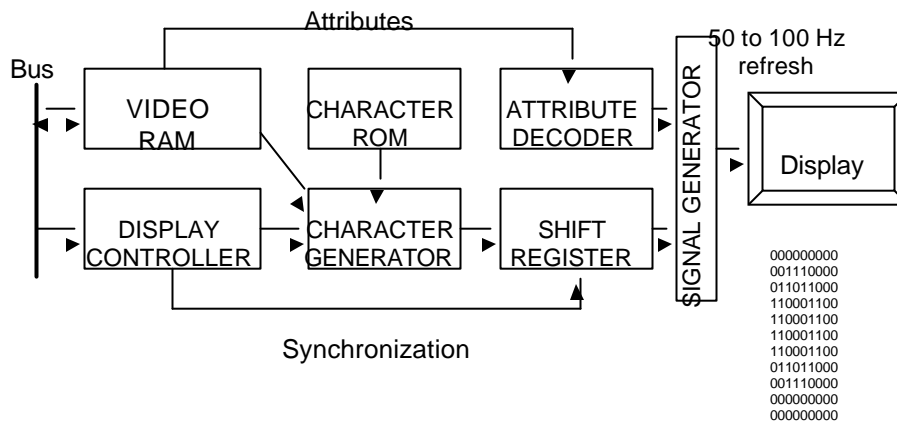 Attributes
50 to 100 Hz
refresh
Bus
VIDEO
RAM
CHARACTER
ROM
ATTRIBUTE
DECODER
SIGNAL GENERATOR
Display
DISPLAY
CONTROLLER
CHARACTER
GENERATOR
SHIFT
REGISTER
Synchronization
000000000
001110000
011011000
110001100
110001100
110001100
110001100
011011000
001110000
000000000
000000000